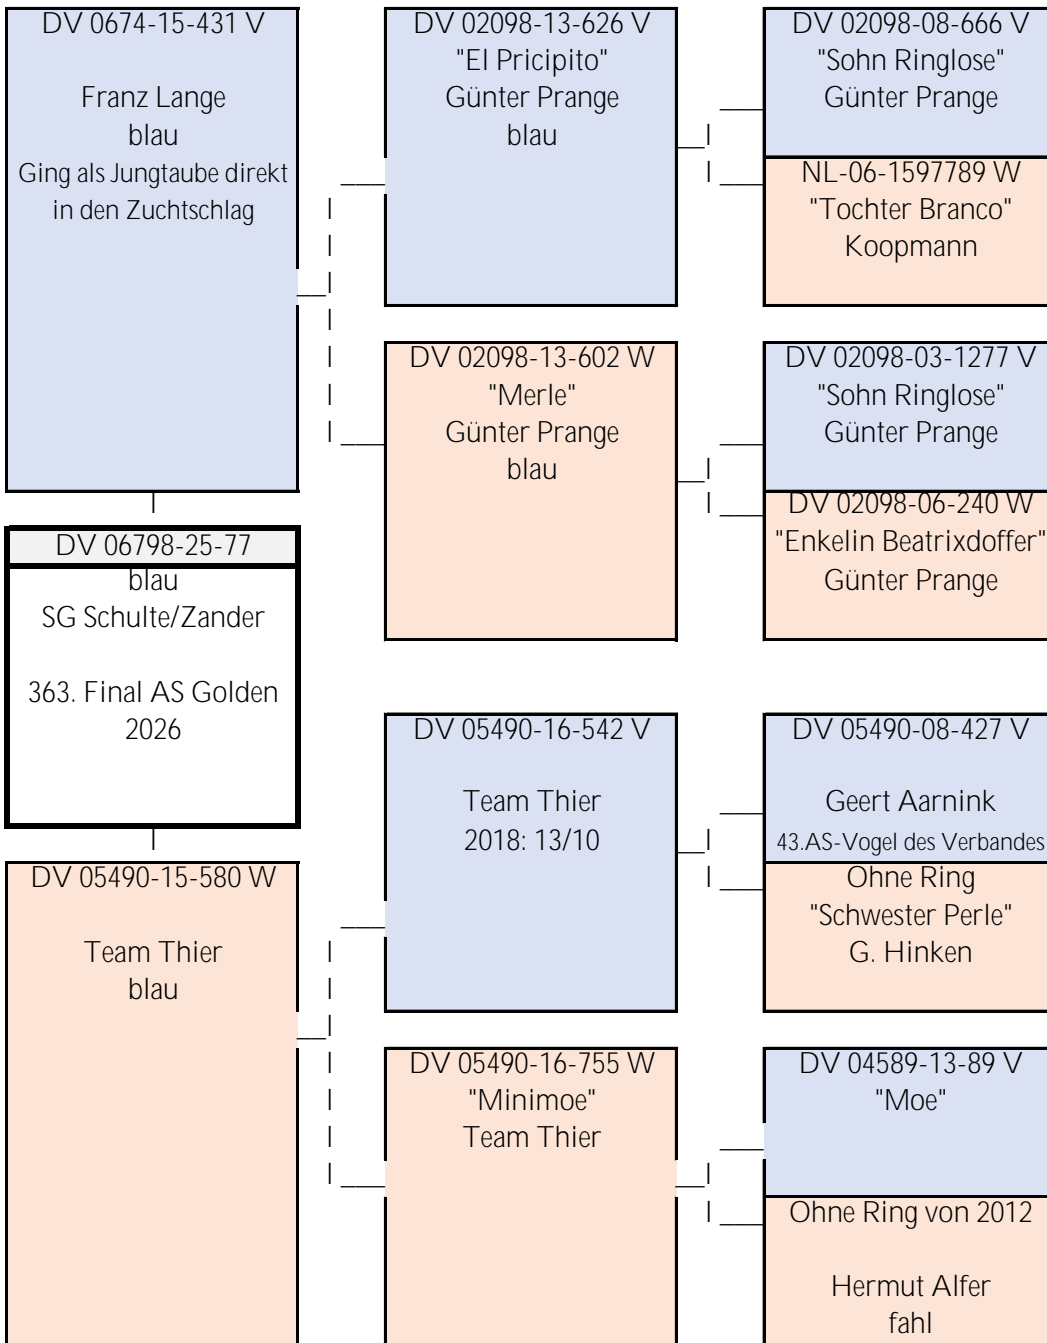 DV 0674-15-431 V
Franz Lange
blau
Ging als Jungtaube direkt
in den Zuchtschlag
DV 06798-25-77
blau
SG Schulte/Zander
363. Final AS Golden
2026
DV 05490-15-580 W
Team Thier
blau
DV 02098-13-626 V
"El Pricipito"
Günter Prange
blau
DV 02098-13-602 W
"Merle"
Günter Prange
blau
DV 05490-16-542 V
Team Thier
2018: 13/10
DV 05490-16-755 W
"Minimoe"
Team Thier
DV 02098-08-666 V
"Sohn Ringlose"
Günter Prange
NL-06-1597789 W
"Tochter Branco"
Koopmann
DV 02098-03-1277 V
"Sohn Ringlose"
Günter Prange
DV 02098-06-240 W
"Enkelin Beatrixdoffer"
Günter Prange
DV 05490-08-427 V
Geert Aarnink
43.AS-Vogel des Verbandes
Ohne Ring
"Schwester Perle"
G. Hinken
DV 04589-13-89 V
"Moe"
Ohne Ring von 2012
Hermut Alfer
fahl